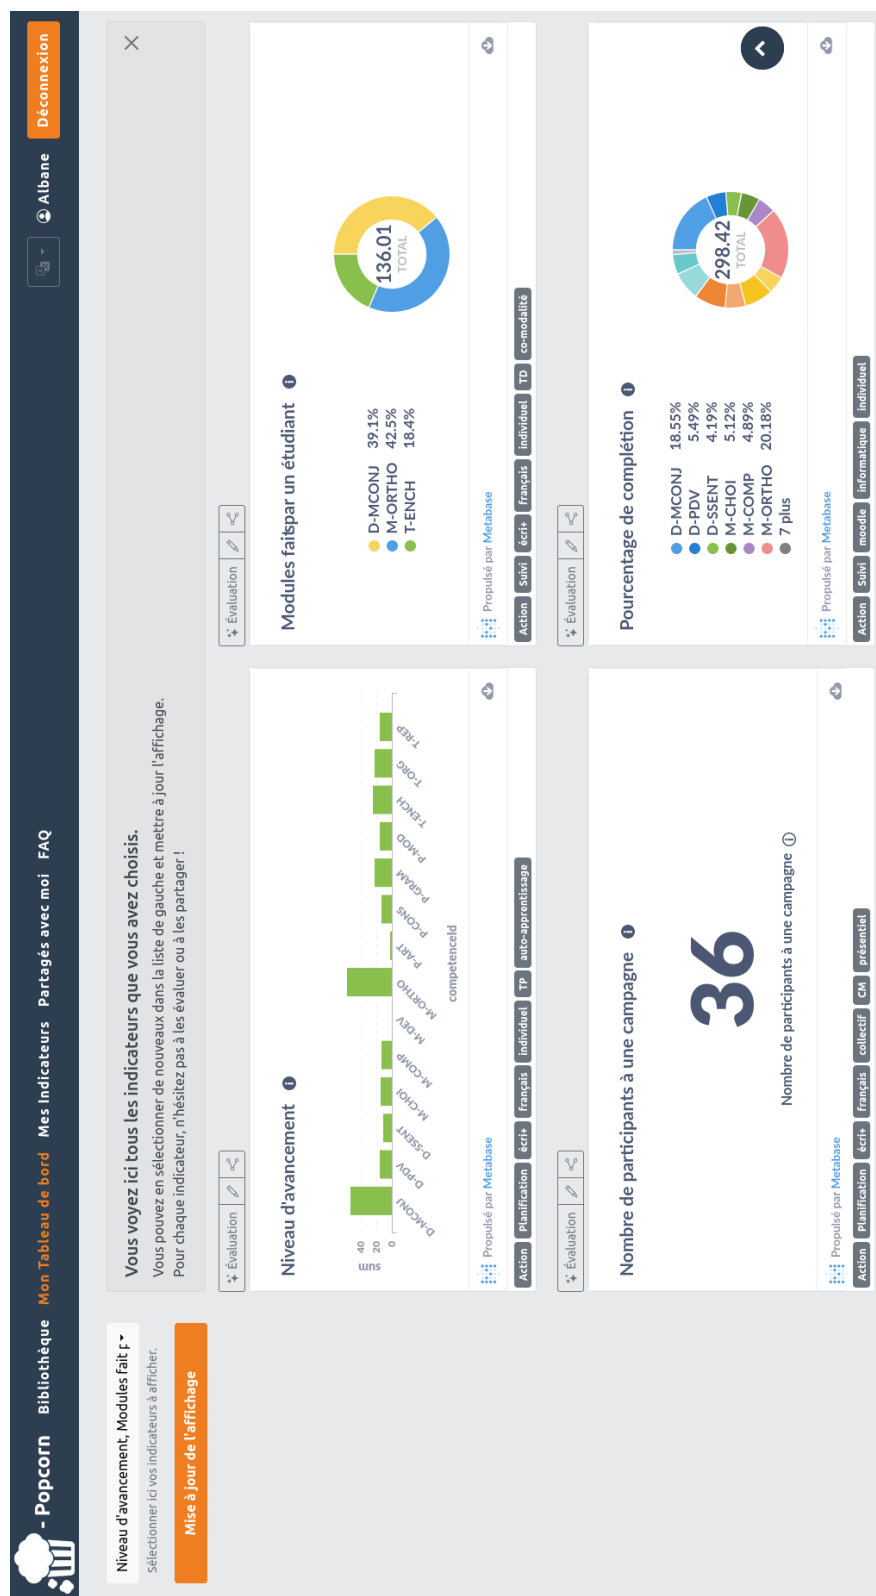 - Popcorn
Bibliothèque
Mon Tableau de bord
Mes Indicateurs
Partagés avec moi
FAQ
Albane
Déconnexion
Niveau d'avancement, Modules fait p
Sélectionner ici vos indicateurs à afficher.
Mise à jour de l'affichage
Vous voyez ici tous les indicateurs que vous avez choisis.
Vous pouvez en sélectionner de nouveaux dans la liste de gauche et mettre à jour l'affichage.
Pour chaque indicateur, n'hésitez pas à les évaluer ou à les partager !
Évaluation
Niveau d'avancement
sum
40
20
0
D-MCONJ
D-PDV
D-SSENT
M-CHOI
M-COMP
M-DEV
M-ORTHO
P-ART
P-CONS
P-GRAM
P-MOD
T-ENCH
T-ORG
T-REP
competenceId
Propulsé par Metabase
Action Planification écri+ français individuel TP auto-apprentissage
Évaluation
Modules faitspar un étudiant
D-MCONJ 39.1%
M-ORTHO 42.5%
T-ENCH 18.4%
136.01
TOTAL
Propulsé par Metabase
Action Suivi écri+ français individuel TD co-modalité
Évaluation
Nombre de participants à une campagne
36
Nombre de participants à une campagne
Propulsé par Metabase
Action Planification écri+ français collectif CM présentiel
Évaluation
Pourcentage de complétion
D-MCONJ 18.55%
D-PDV 5.49%
D-SSENT 4.19%
M-CHOI 5.12%
M-COMP 4.89%
M-ORTHO 20.18%
7 plus
298.42
TOTAL
Propulsé par Metabase
Action Suivi moodle informatique individuel